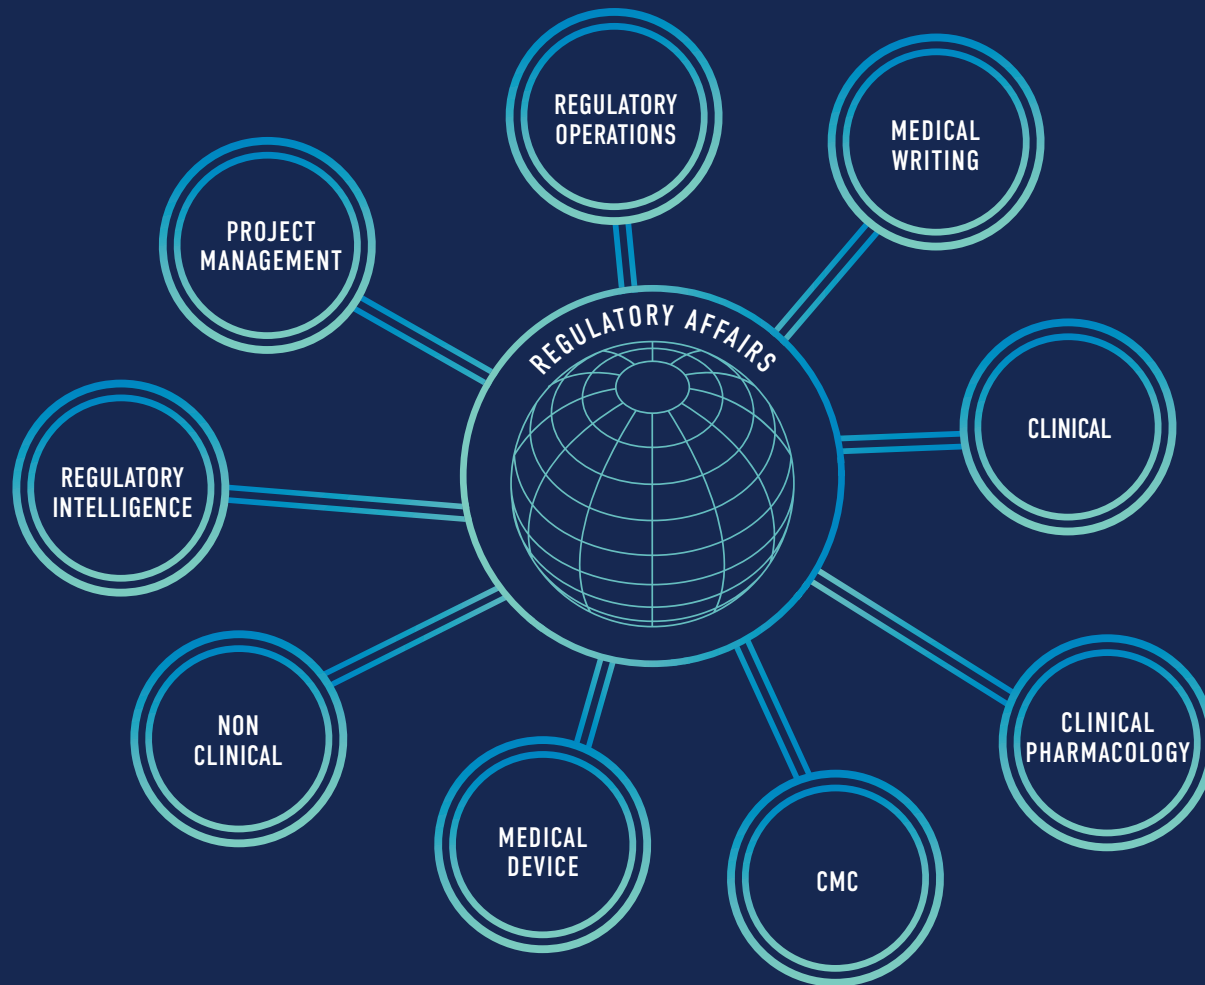 REGULATORY
OPERATIONS
MEDICAL
WRITING
PROJECT
MANAGEMENT
REGULATORY AFFAIRS
CLINICAL
REGULATORY
INTELLIGENCE
NON
CLINICAL
CLINICAL
PHARMACOLOGY
MEDICAL
DEVICE
CMC